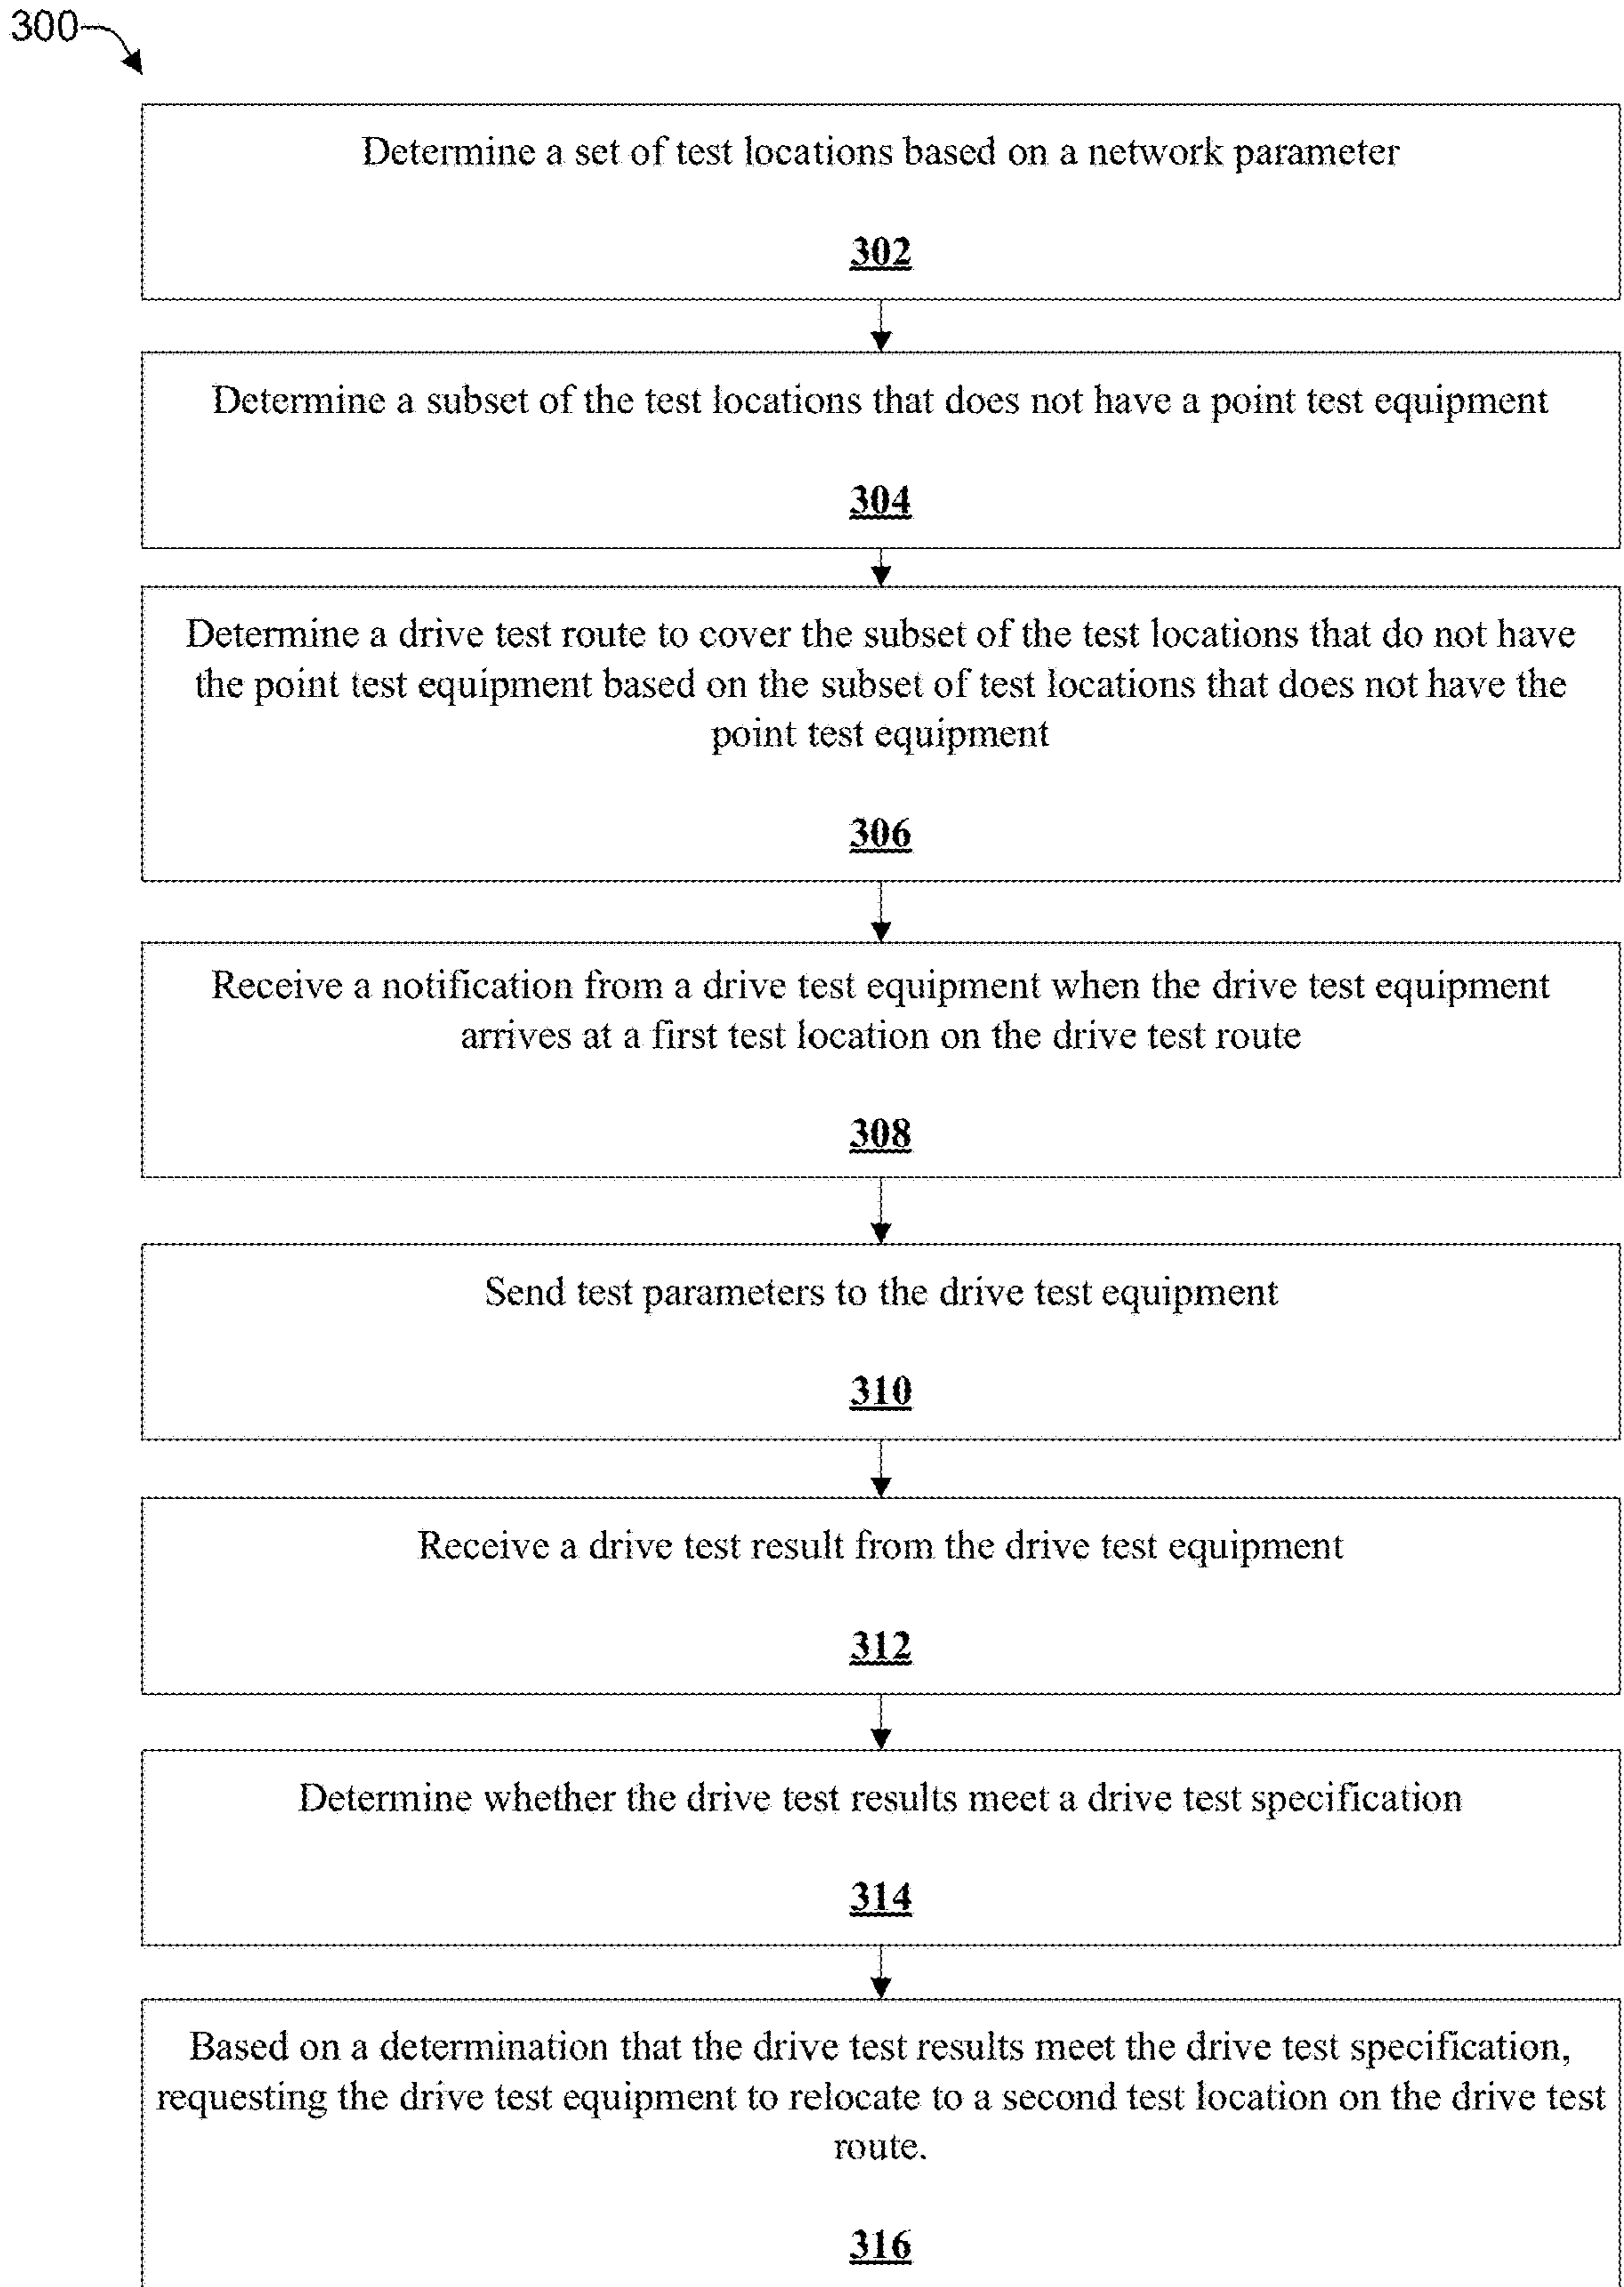 300
Determine a set of test locations based on a network parameter
302
Determine a subset of the test locations that does not have a point test equipment
304
Determine a drive test route to cover the subset of the test locations that do not have
the point test equipment based on the subset of test locations that does not have the
point test equipment
306
Receive a notification from a drive test equipment when the drive test equipment
arrives at a first test location on the drive test route
308
Send test parameters to the drive test equipment
310
Receive a drive test result from the drive test equipment
312
Determine whether the drive test results meet a drive test specification
314
Based on a determination that the drive test results meet the drive test specification,
requesting the drive test equipment to relocate to a second test location on the drive test
route.
316